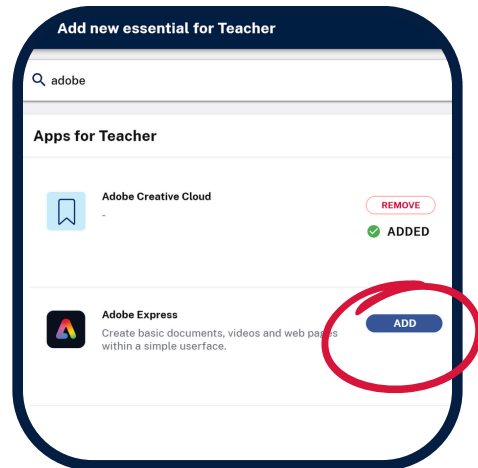 Add new essential for Teacher
adobe
Apps for Teacher
Adobe Creative Cloud
-
REMOVE
ADDED
Adobe Express
Create basic documents, videos and web pages
within a simple userface.
ADD